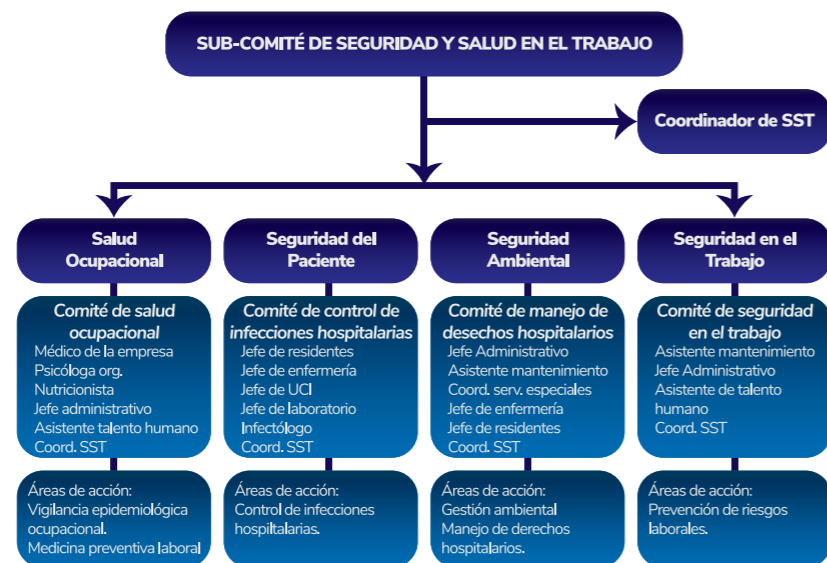 SUB-COMITÉ DE SEGURIDAD Y SALUD EN EL TRABAJO
Coordinador de SST
Salud
Ocupacional
Seguridad del
Paciente
Seguridad
Ambiental
Seguridad en el
Trabajo
Comité de salud
ocupacional
Médico de la empresa
Psicóloga org.
Nutricionista
Jefe administrativo
Asistente talento humano
Coord. SST
Comité de control de
infecciones hospitalarias
Jefe de residentes
Jefe de enfermería
Jefe de UCI
Jefe de laboratorio
Infectólogo
Coord. SST
Comité de manejo de
desechos hospitalarios
Jefe Administrativo
Asistente mantenimiento
Coord. serv. especiales
Jefe de enfermería
Jefe de residentes
Coord. SST
Comité de seguridad
en el trabajo
Asistente mantenimiento
Jefe Administrativo
Asistente de talento
humano
Coord. SST
Áreas de acción:
Vigilancia epidemiológica
ocupacional.
Medicina preventiva laboral
Áreas de acción:
Control de infecciones
hospiltalarias.
Áreas de acción:
Gestión ambiental
Manejo de derechos
hospitalarios.
Áreas de acción:
Prevención de riesgos
laborales.